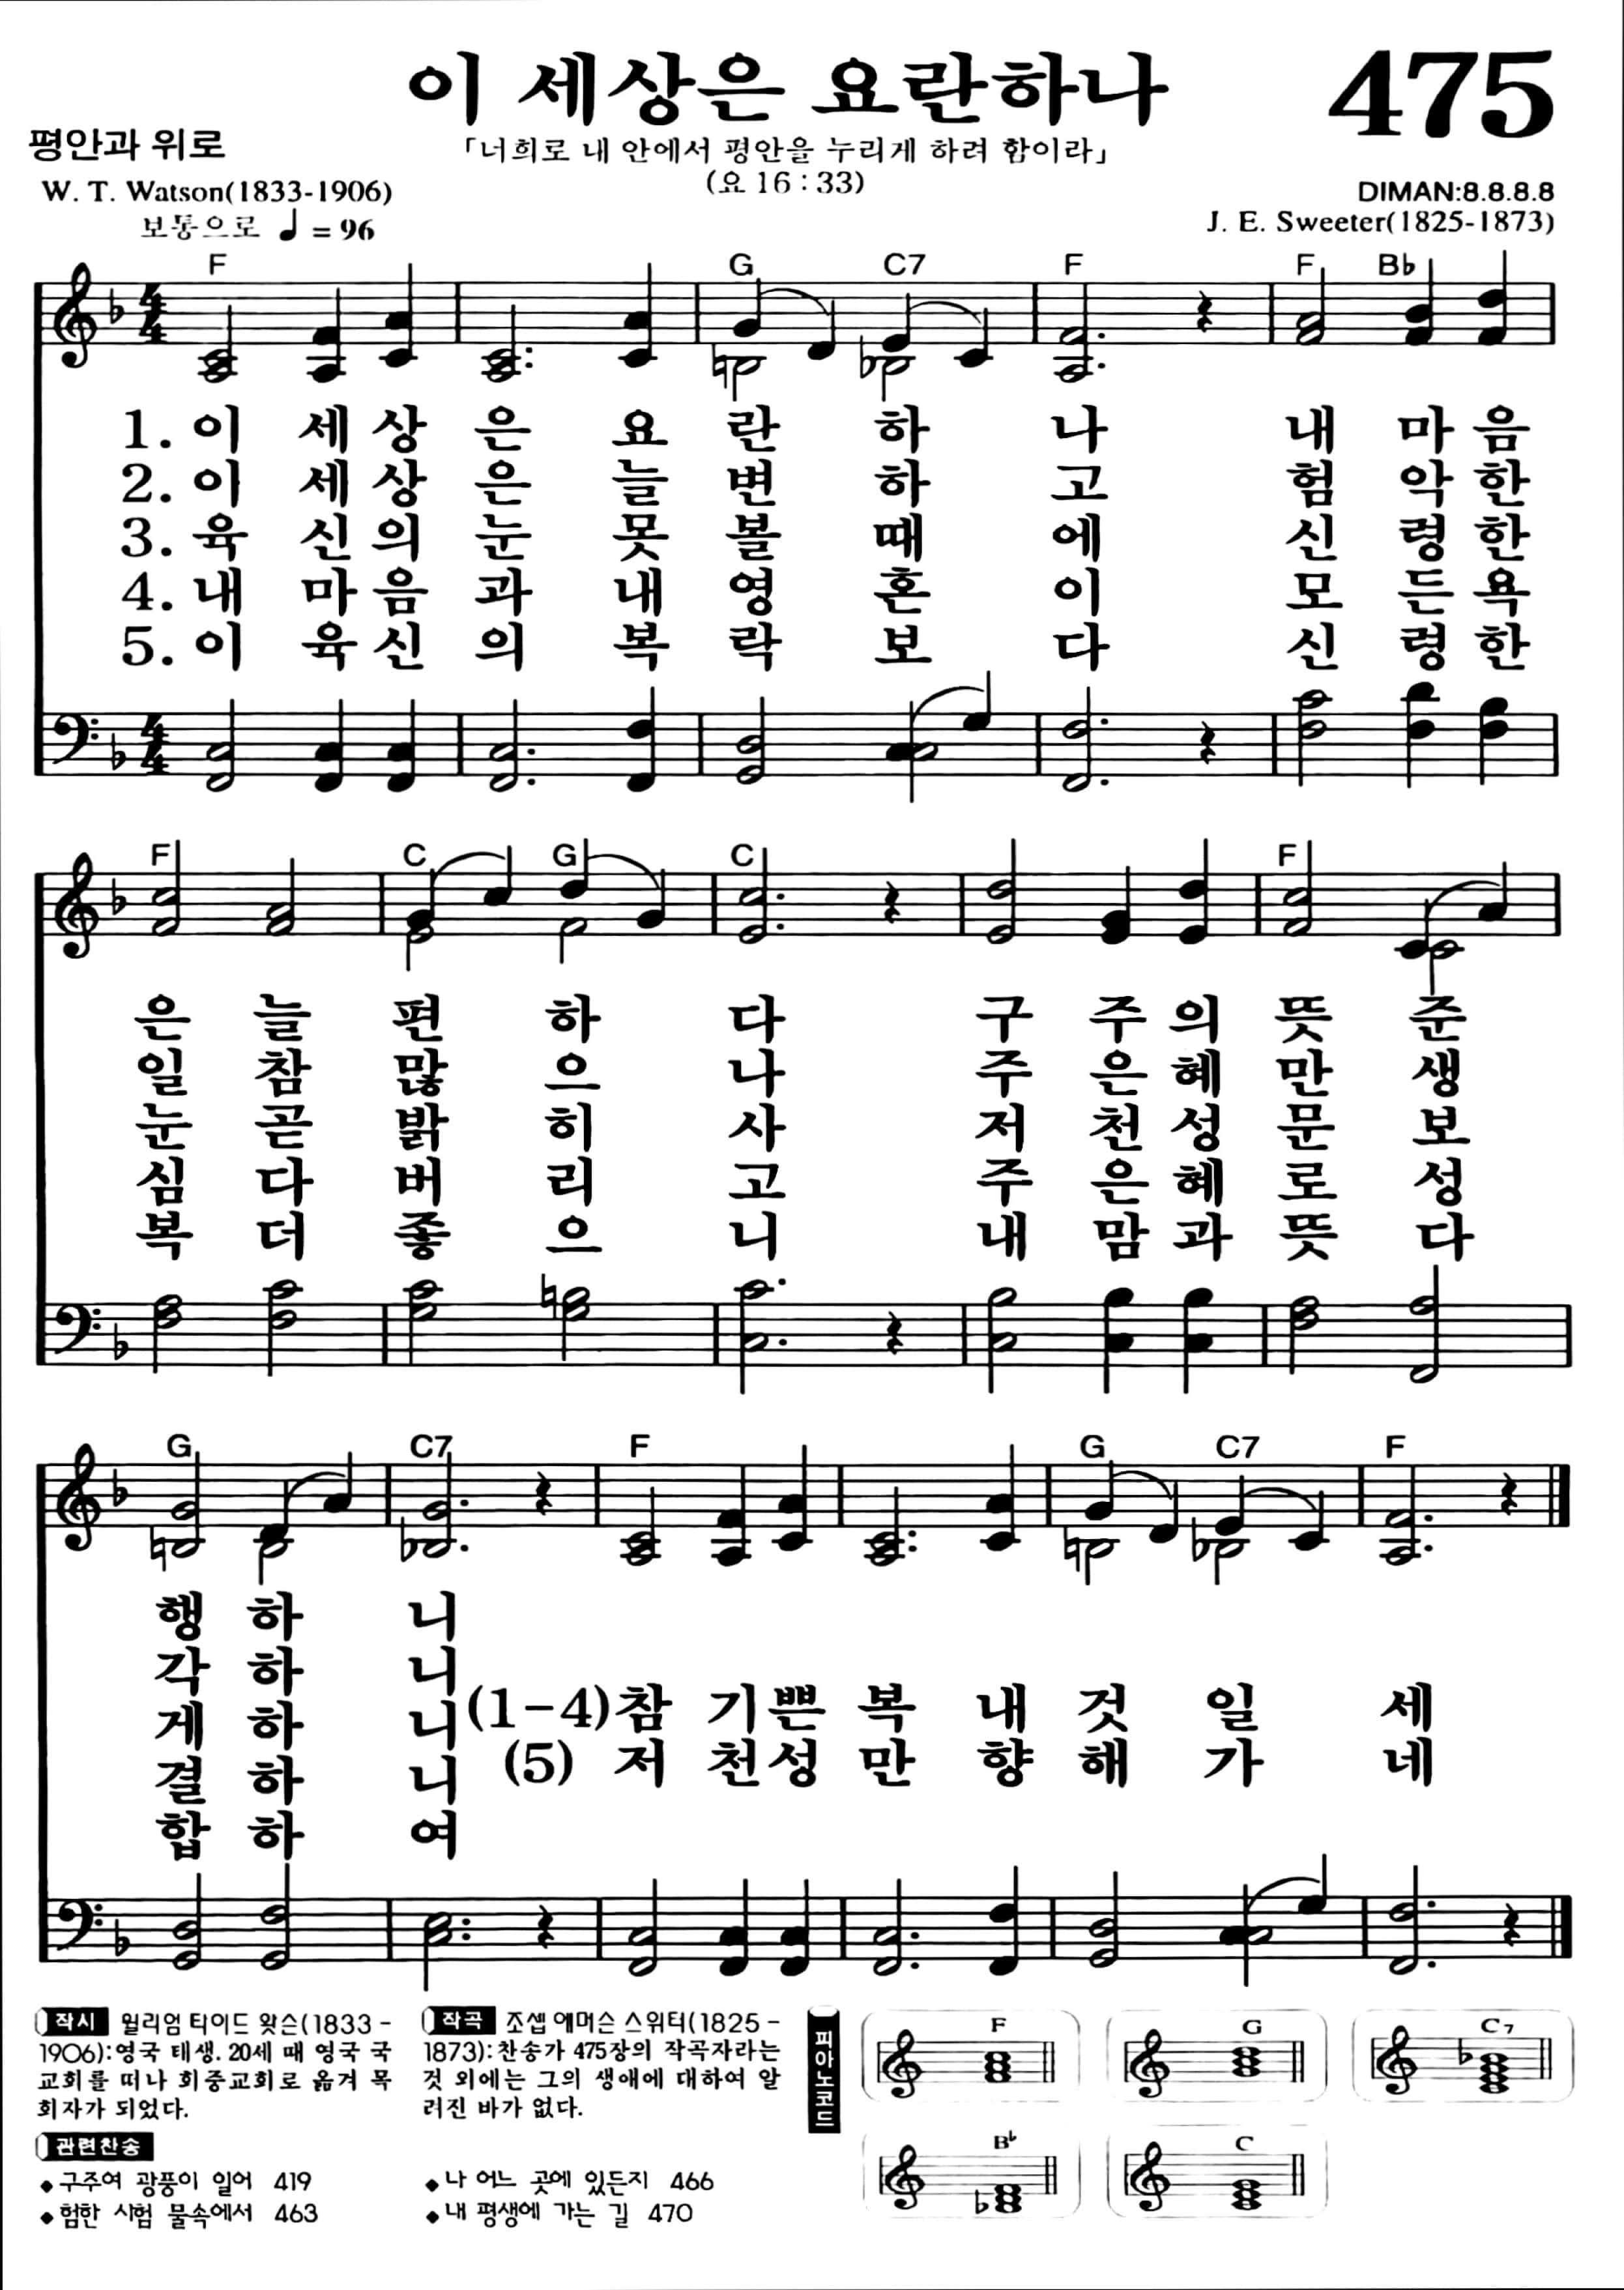 이 세상은 요란하나
475
평안과 위로
「너희로 내 안에서 평안을 누리게 하려 함이라」
(요 16 : 33)
W. T. Watson(1833-1906)
DIMAN:8.8.8.8
보통으로 ♩ = 96
J. E. Sweeter(1825-1873)
F G C7 F F B♭
1. 이 세 상 은 요 란 하 나 내 마 음
2. 이 세 상 은 늘 변 하 고 험 악 한
3. 육 신 의 눈 못 볼 때 에 신 령 한
4. 내 마 음 과 내 영 혼 이 모 든 욕
5. 이 육 신 의 복 락 보 다 신 령 한
F C G C F
은 늘 편 하 다 구 주 의 뜻 준
일 참 많 으 나 주 은 혜 만 생
눈 곧 밝 히 사 저 천 성 문 보
심 다 버 리 고 주 은 혜 로 성
복 더 좋 으 니 내 맘 과 뜻 다
G C7 F G C7 F
행 하 니
각 하 니
게 하 니
결 하 니
합 하 여
(1-4) 참 기 쁜 복 내 것 일 세
(5) 저 천 성 만 향 해 가 네
작시 윌리엄 티이드 왓슨(1833-
1906):영국 태생. 20세 때 영국 국
교회를 떠나 회중교회로 옮겨 목
회자가 되었다.
작곡 조셉 애머슨 스위터(1825-
1873):찬송가 475장의 작곡자라는
것 외에는 그의 생애에 대하여 알
려진 바가 없다.
관련찬송
◆구주여 광풍이 일어 419
◆험한 시험 물속에서 463
◆나 어느 곳에 있든지 466
◆내 평생에 가는 길 470
피아노코드
F G C7
B♭ C